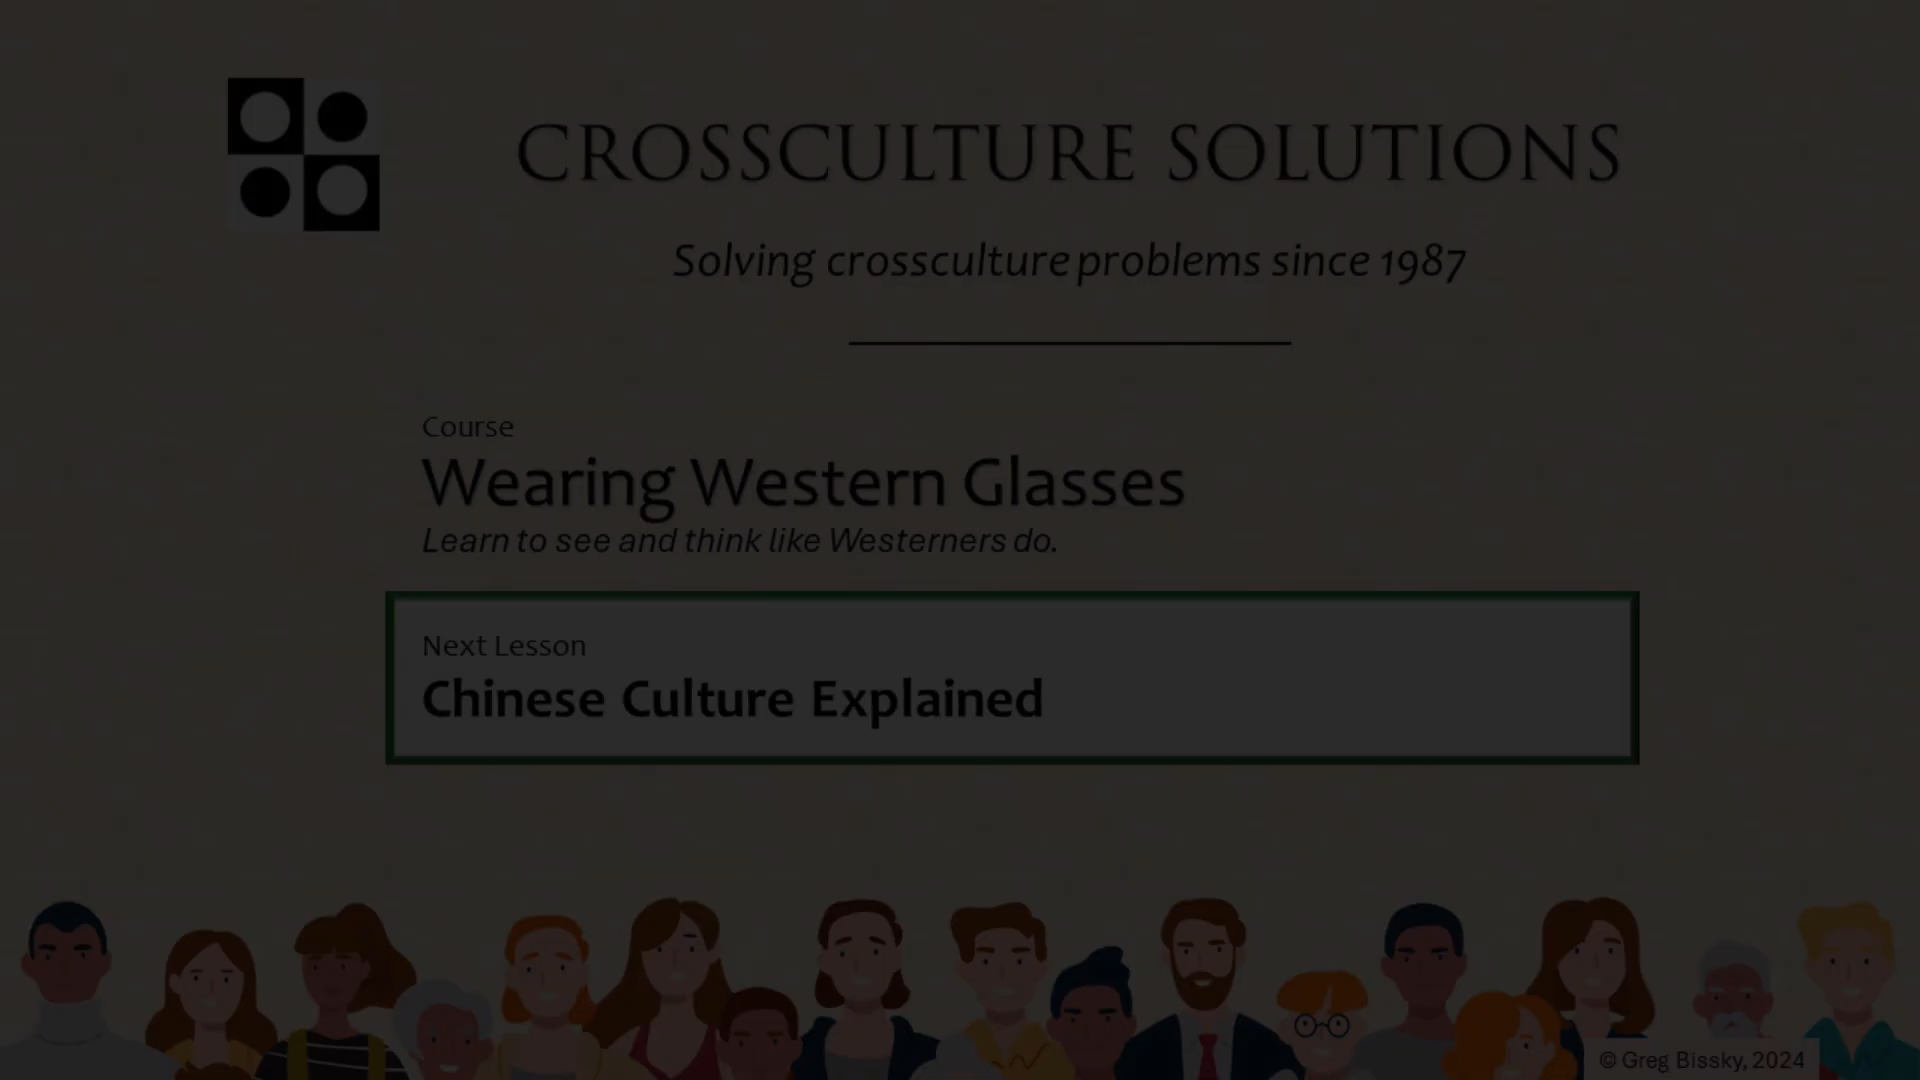 CROSSCULTURE SOLUTIONS
Solving crossculture problems since 1987
Course
Wearing Western Glasses
Learn to see and think like Westerners do.
Next Lesson
Chinese Culture Explained
© Greg Bissky, 2024